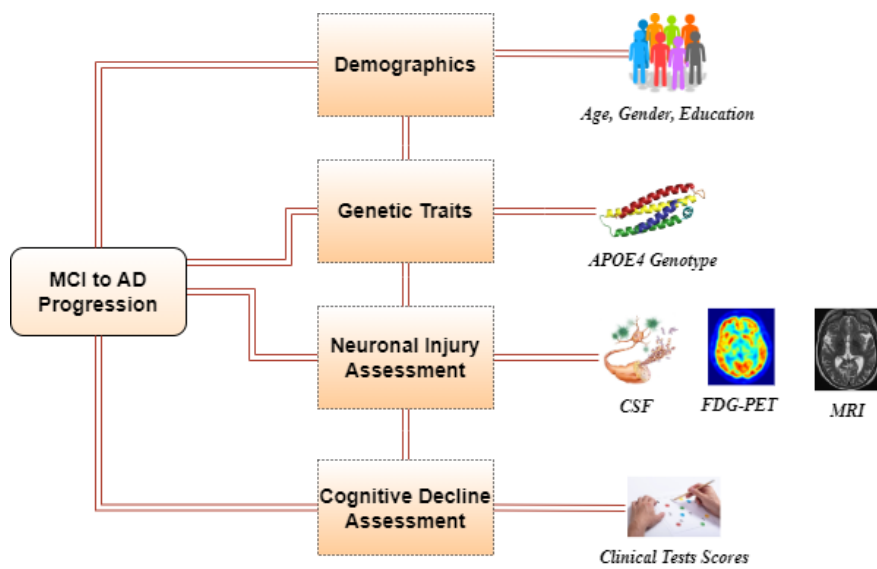 Demographics
Age, Gender, Education
Genetic Traits
APOE4 Genotype
MCI to AD
Progression
Neuronal Injury
Assessment
CSF
FDG-PET
MRI
Cognitive Decline
Assessment
Clinical Tests Scores